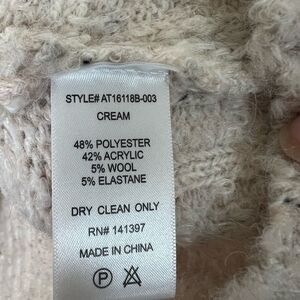 STYLE# AT16118B-003
CREAM
48% POLYESTER
42% ACRYLIC
5% WOOL
5% ELASTANE
DRY CLEAN ONLY
RN# 141397
MADE IN CHINA
P